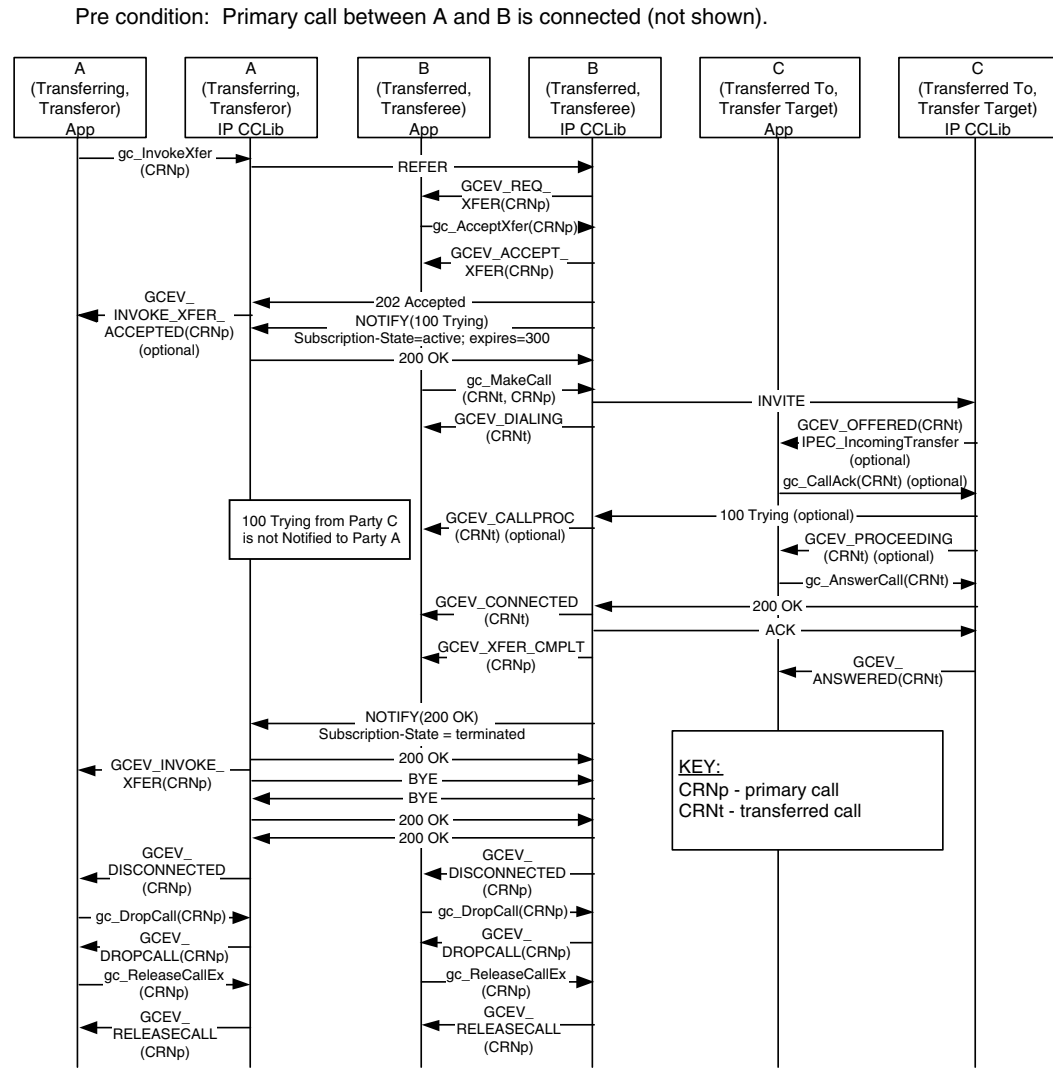 Pre condition: Primary call between A and B is connected (not shown).
A
(Transferring,
Transferor)
App
A
(Transferring,
Transferor)
IP CCLib
B
(Transferred,
Transferee)
App
B
(Transferred,
Transferee)
IP CCLib
C
(Transferred To,
Transfer Target)
App
C
(Transferred To,
Transfer Target)
IP CCLib
gc_InvokeXfer
(CRNp)
REFER
GCEV_REQ_
XFER(CRNp)
gc_AcceptXfer(CRNp)
GCEV_ACCEPT_
XFER(CRNp)
202 Accepted
GCEV_
INVOKE_XFER_
ACCEPTED(CRNp)
(optional)
NOTIFY(100 Trying)
Subscription-State=active; expires=300
200 OK
gc_MakeCall
(CRNt, CRNp)
INVITE
GCEV_DIALING
(CRNt)
GCEV_OFFERED(CRNt)
IPEC_IncomingTransfer
(optional)
gc_CallAck(CRNt) (optional)
100 Trying from Party C
is not Notified to Party A
100 Trying (optional)
GCEV_CALLPROC
(CRNt) (optional)
GCEV_PROCEEDING
(CRNt) (optional)
gc_AnswerCall(CRNt)
200 OK
GCEV_CONNECTED
(CRNt)
ACK
GCEV_XFER_CMPLT
(CRNp)
GCEV_
ANSWERED(CRNt)
NOTIFY(200 OK)
Subscription-State = terminated
200 OK
GCEV_INVOKE_
XFER(CRNp)
BYE
BYE
200 OK
200 OK
KEY:
CRNp - primary call
CRNt - transferred call
GCEV_
DISCONNECTED
(CRNp)
GCEV_
DISCONNECTED
(CRNp)
gc_DropCall(CRNp)
gc_DropCall(CRNp)
GCEV_
DROPCALL(CRNp)
GCEV_
DROPCALL(CRNp)
gc_ReleaseCallEx
(CRNp)
gc_ReleaseCallEx
(CRNp)
GCEV_
RELEASECALL
(CRNp)
GCEV_
RELEASECALL
(CRNp)